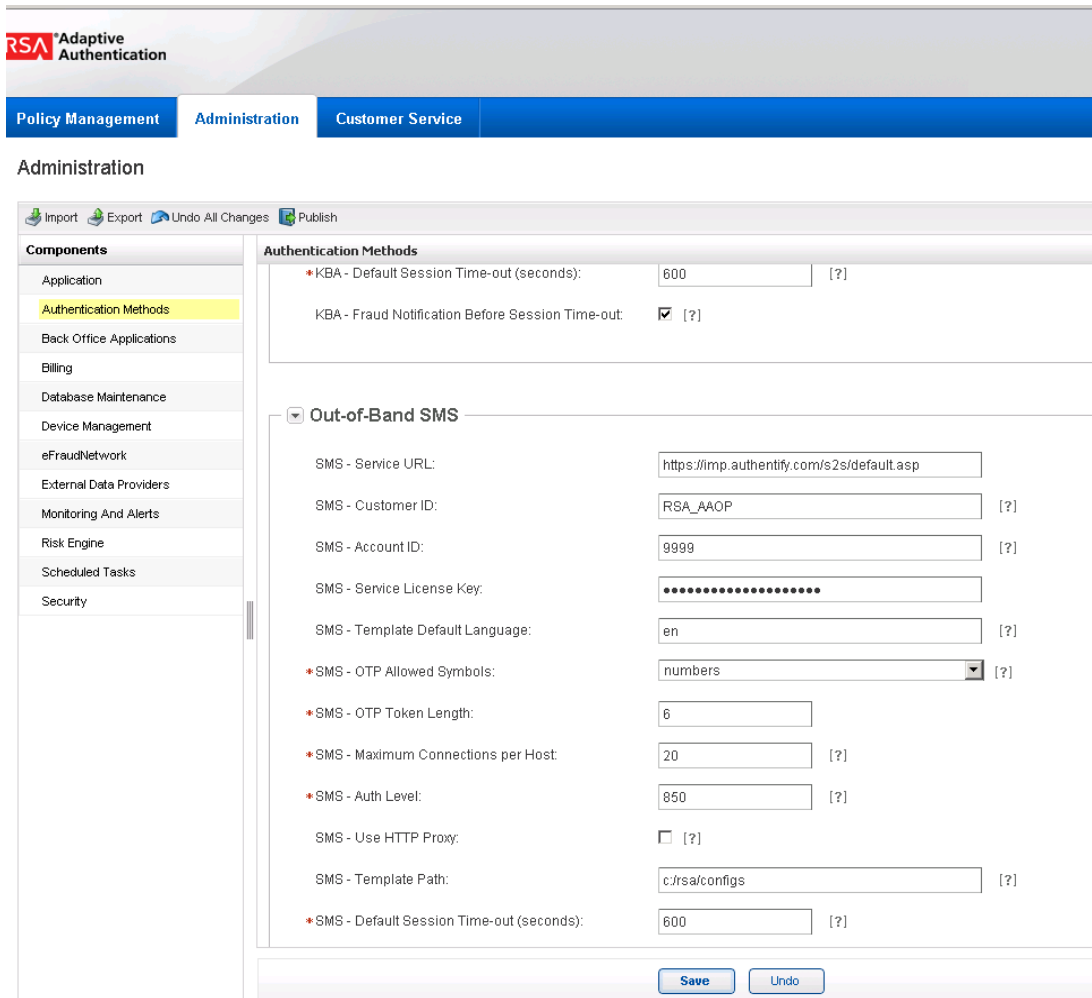 RSA Adaptive
Authentication
Policy Management Administration Customer Service
Administration
Import Export Undo All Changes Publish
Components
Application
Authentication Methods
Back Office Applications
Billing
Database Maintenance
Device Management
eFraudNetwork
External Data Providers
Monitoring And Alerts
Risk Engine
Scheduled Tasks
Security
Authentication Methods
*KBA - Default Session Time-out (seconds): 600 [?]
KBA - Fraud Notification Before Session Time-out: [?]
Out-of-Band SMS
SMS - Service URL: https://imp.authentify.com/s2s/default.asp
SMS - Customer ID: RSA_AAOP [?]
SMS - Account ID: 9999 [?]
SMS - Service License Key: ••••••••••••••••••••
SMS - Template Default Language: en [?]
*SMS - OTP Allowed Symbols: numbers [?]
*SMS - OTP Token Length: 6
*SMS - Maximum Connections per Host: 20 [?]
*SMS - Auth Level: 850 [?]
SMS - Use HTTP Proxy: [?]
SMS - Template Path: c:/rsa/configs [?]
*SMS - Default Session Time-out (seconds): 600 [?]
Save Undo